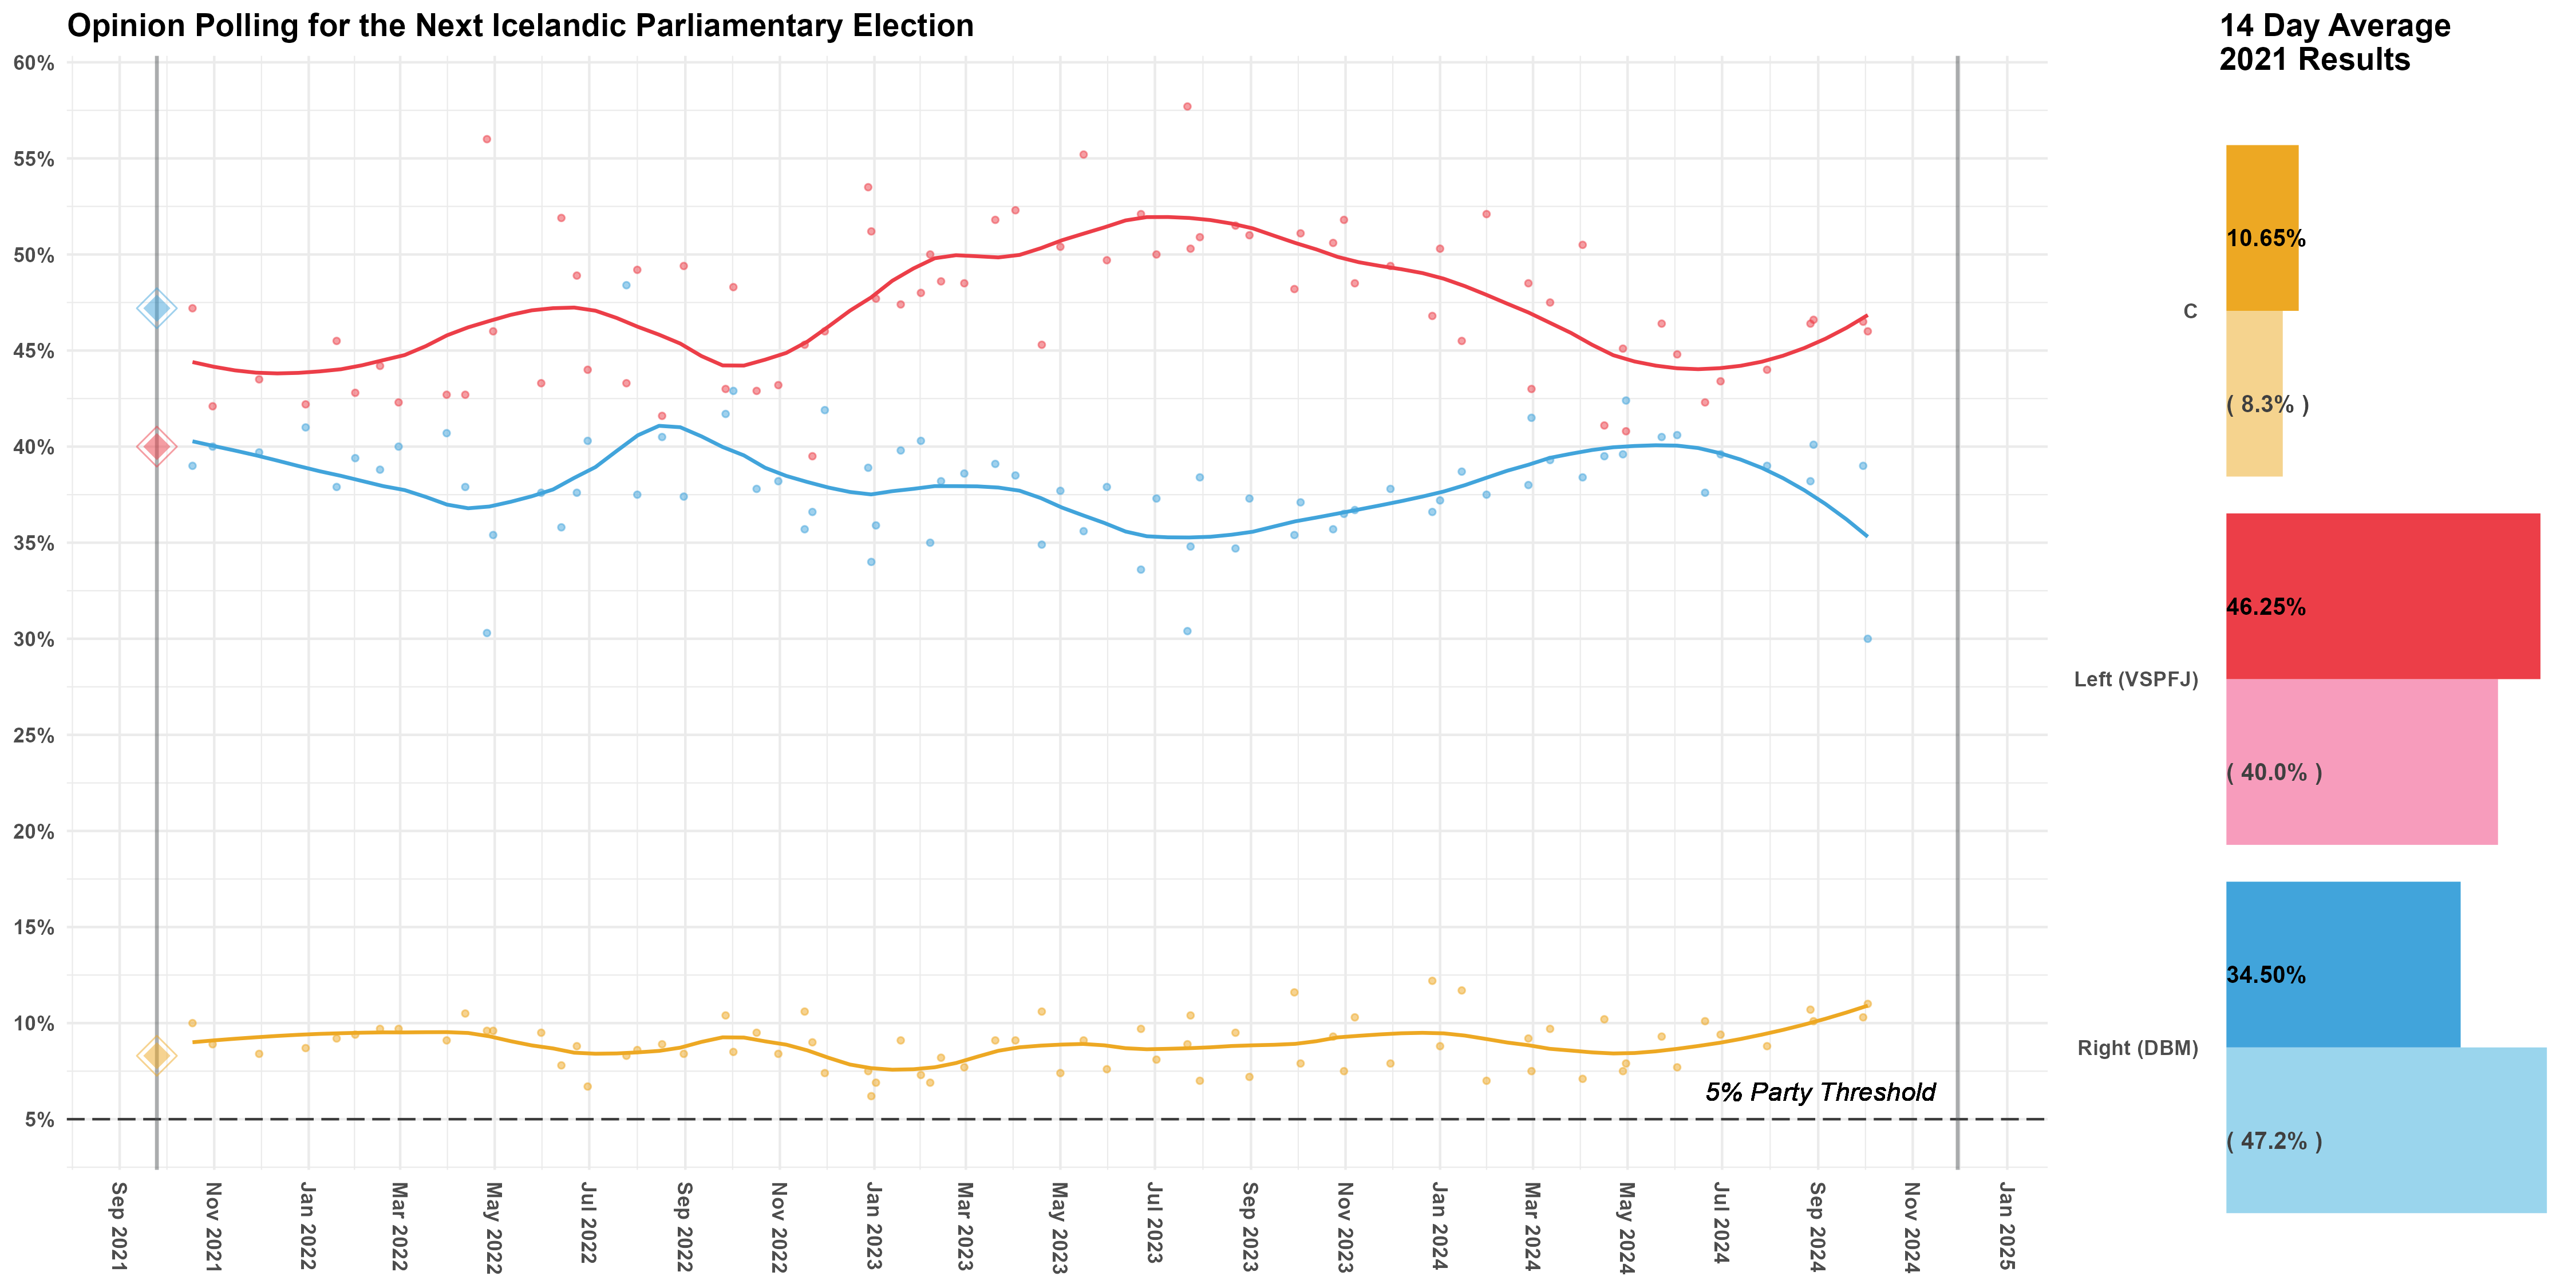 Opinion Polling for the Next Icelandic Parliamentary Election
14 Day Average
2021 Results
60%
55%
50%
45%
40%
35%
30%
25%
20%
15%
10%
5%
5% Party Threshold
Sep 2021
Nov 2021
Jan 2022
Mar 2022
May 2022
Jul 2022
Sep 2022
Nov 2022
Jan 2023
Mar 2023
May 2023
Jul 2023
Sep 2023
Nov 2023
Jan 2024
Mar 2024
May 2024
Jul 2024
Sep 2024
Nov 2024
Jan 2025
C
10.65%
( 8.3% )
Left (VSPFJ)
46.25%
( 40.0% )
Right (DBM)
34.50%
( 47.2% )